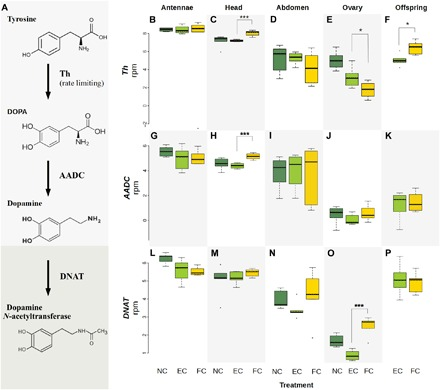 A
Tyrosine
Th
(rate limiting)
DOPA
AADC
Dopamine
DNAT
Dopamine
N-acetyltransferase
Antennae
Head
Abdomen
Ovary
Offspring
B
C
***
D
E
*
F
*
Th
rpm
G
H
***
I
J
K
AADC
rpm
L
M
N
O
***
P
DNAT
rpm
NC EC FC
NC EC FC
NC EC FC
NC EC FC
EC FC
Treatment